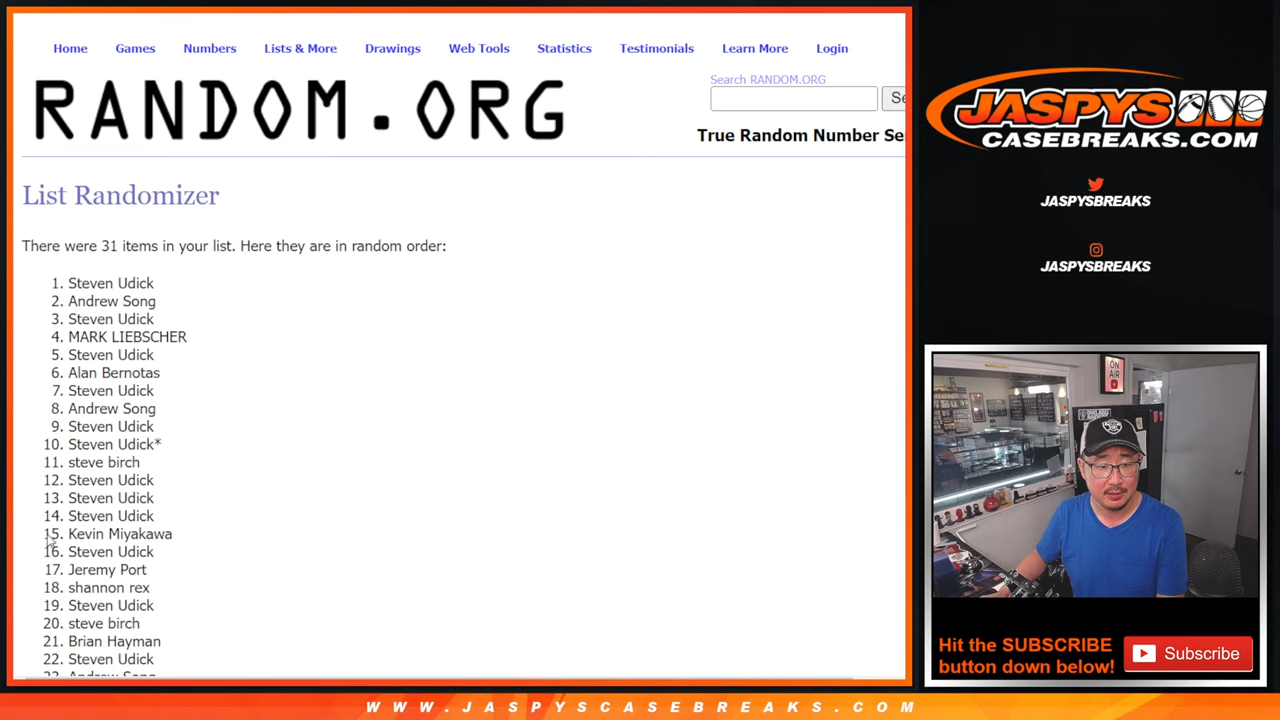 Home Games Numbers Lists & More Drawings Web Tools Statistics Testimonials Learn More Login
Search RANDOM.ORG
RANDOM.ORG
True Random Number Se
List Randomizer
There were 31 items in your list. Here they are in random order:
1. Steven Udick
2. Andrew Song
3. Steven Udick
4. MARK LIEBSCHER
5. Steven Udick
6. Alan Bernotas
7. Steven Udick
8. Andrew Song
9. Steven Udick
10. Steven Udick*
11. steve birch
12. Steven Udick
13. Steven Udick
14. Steven Udick
15. Kevin Miyakawa
16. Steven Udick
17. Jeremy Port
18. shannon rex
19. Steven Udick
20. steve birch
21. Brian Hayman
22. Steven Udick
23. Andrew Song
JASPYS
CASEBREAKS.COM
JASPYSBREAKS
JASPYSBREAKS
ON
AIR
Hit the SUBSCRIBE
button down below!
Subscribe
WWW.JASPYSCASEBREAKS.COM